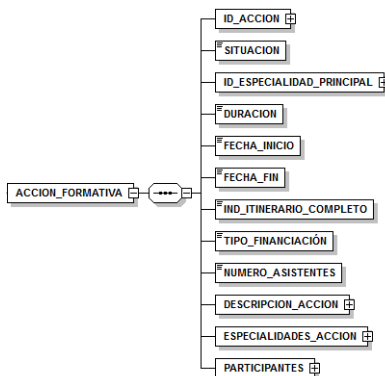 ID_ACCION
SITUACION
ID_ESPECIALIDAD_PRINCIPAL
DURACION
FECHA_INICIO
FECHA_FIN
ACCION_FORMATIVA
IND_ITINERARIO_COMPLETO
TIPO_FINANCIACIÓN
NUMERO_ASISTENTES
DESCRIPCION_ACCION
ESPECIALIDADES_ACCION
PARTICIPANTES